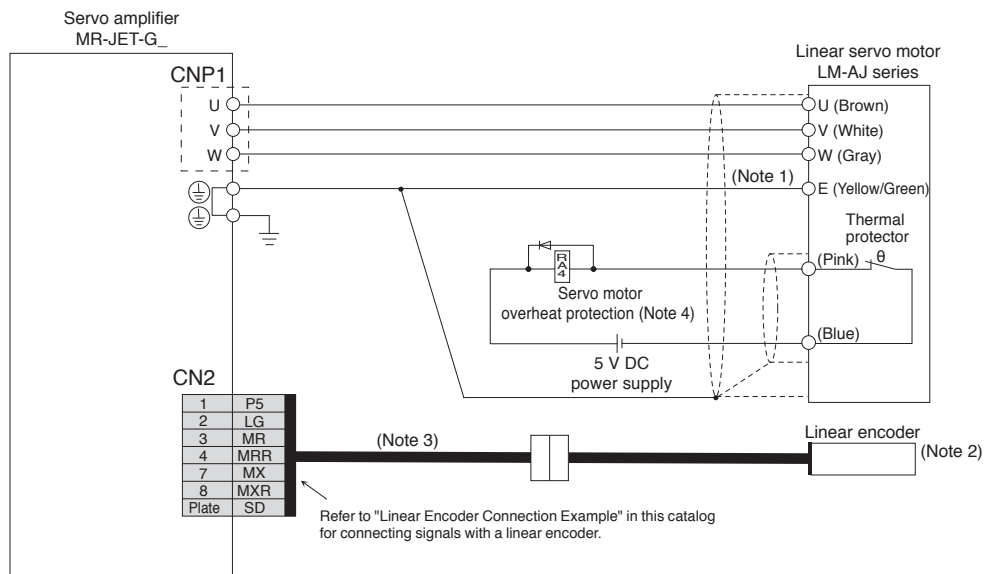 Servo amplifier
MR-JET-G_
CNP1
U
V
W
Linear servo motor
LM-AJ series
U (Brown)
V (White)
W (Gray)
(Note 1)
E (Yellow/Green)
Thermal
protector
(Pink)
θ
RA4
Servo motor
overheat protection (Note 4)
(Blue)
5 V DC
power supply
CN2
1 P5
2 LG
3 MR
4 MRR
7 MX
8 MXR
Plate SD
(Note 3)
Linear encoder
(Note 2)
Refer to "Linear Encoder Connection Example" in this catalog
for connecting signals with a linear encoder.